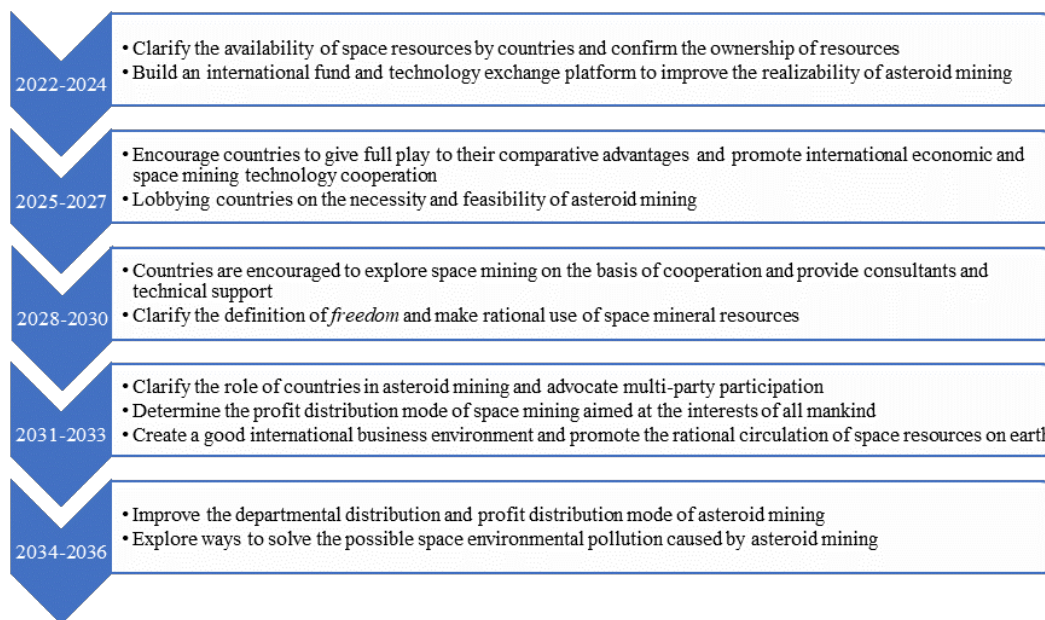 2022-2024
• Clarify the availability of space resources by countries and confirm the ownership of resources
• Build an international fund and technology exchange platform to improve the realizability of asteroid mining
2025-2027
• Encourage countries to give full play to their comparative advantages and promote international economic and
space mining technology cooperation
• Lobbying countries on the necessity and feasibility of asteroid mining
2028-2030
• Countries are encouraged to explore space mining on the basis of cooperation and provide consultants and
technical support
• Clarify the definition of freedom and make rational use of space mineral resources
2031-2033
• Clarify the role of countries in asteroid mining and advocate multi-party participation
• Determine the profit distribution mode of space mining aimed at the interests of all mankind
• Create a good international business environment and promote the rational circulation of space resources on earth
2034-2036
• Improve the departmental distribution and profit distribution mode of asteroid mining
• Explore ways to solve the possible space environmental pollution caused by asteroid mining